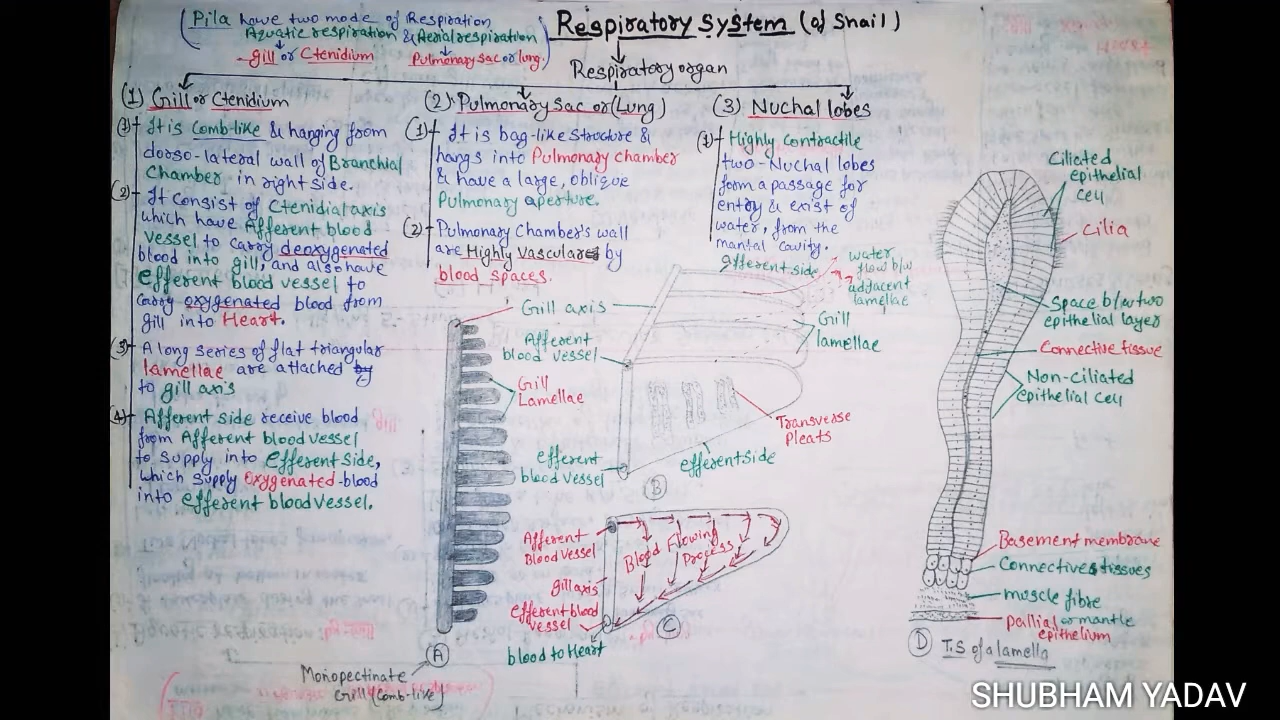 Pila have two mode of Respiration
Aquatic respiration & Aerial respiration
gill or Ctenidium
Pulmonary sac or lung.
Respiratory System (of Snail)
Respiratory organ
(1) Gill or Ctenidium
(1) It is Comb-like & hanging from
dorso-lateral wall of Branchial
Chamber in right side.
(2) It consist of Ctenidial axis
which have Afferent blood
vessel to carry deoxygenated
blood into gill, and also have
efferent blood vessel to
carry oxygenated blood from
gill into Heart.
(3) A long series of flat triangular
lamellae are attached by
to gill axis
(4) Afferent side receive blood
from Afferent blood vessel
to supply into Efferent side,
which supply oxygenated-blood
into efferent blood vessel.
(2) Pulmonary sac or (Lung)
(1) It is bag-like structure &
hangs into Pulmonary chamber
& have a large, oblique
Pulmonary aperture.
(2) Pulmonary Chamber's wall
are Highly Vascular by
blood spaces.
(3) Nuchal lobes
(1) Highly contractile
two-Nuchal lobes
form a passage for
entry & exist of
water, from the
mantal cavity.
Gill axis
Gill
Lamellae
A
Monopectinate
Gill (Comb-like)
efferent side
water
flow b/w
adjacent
lamellae
Gill
lamellae
Afferent
blood vessel
Transverse
Pleats
efferent
blood vessel
efferent side
B
Afferent
Blood vessel
Blood Flowing
Process
gill axis
efferent blood
vessel
blood to Heart
C
Ciliated
epithelial
cell
Cilia
Space b/w two
epithelial layer
Connective tissue
Non-ciliated
epithelial cell
Basement membrane
Connective tissues
muscle fibre
pallial or mantle
epithelium
D T.S of a lamella
SHUBHAM YADAV